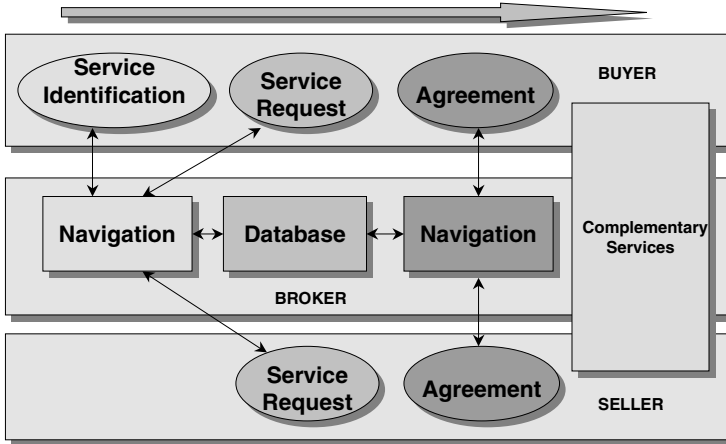 Service
Identification
Service
Request
Agreement
BUYER
Navigation
Database
Navigation
Complementary
Services
BROKER
Service
Request
Agreement
SELLER